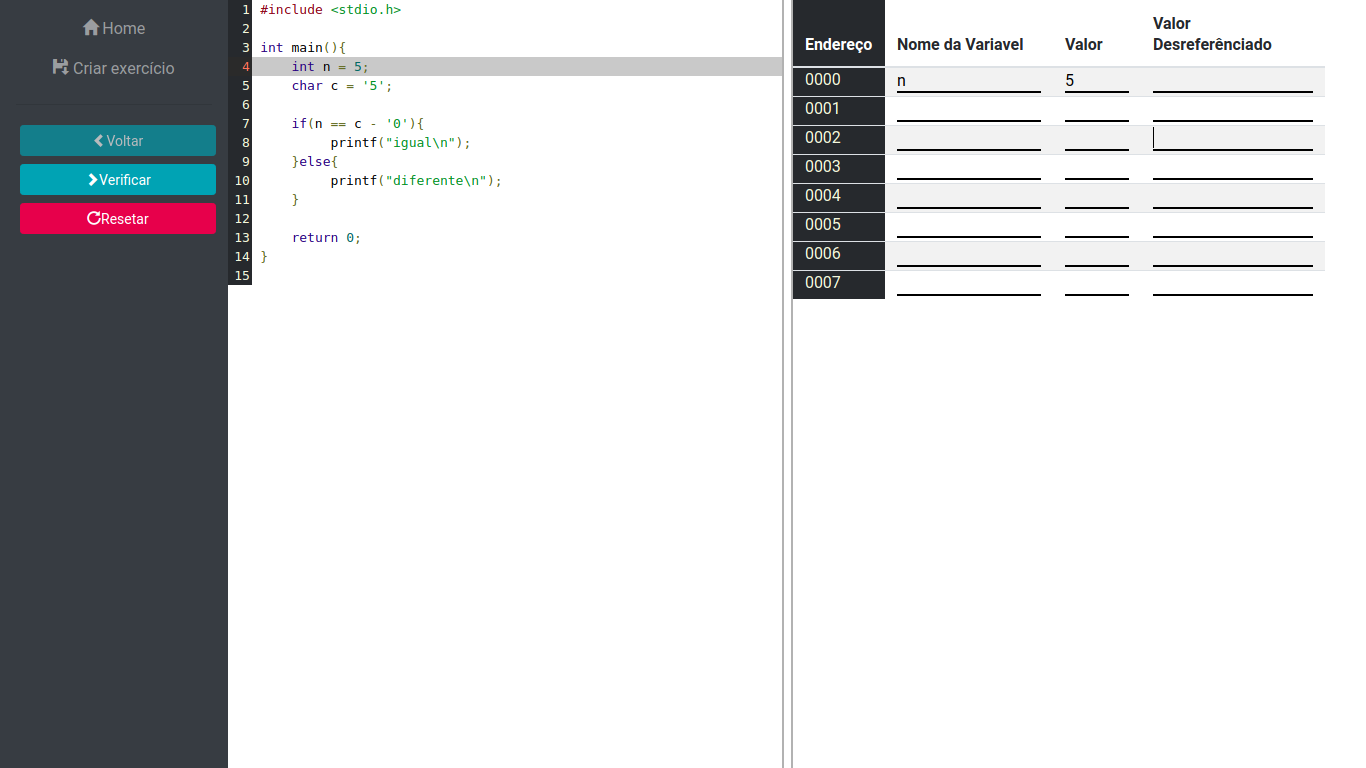 Home
Criar exercício
Voltar
Verificar
Resetar
1 #include <stdio.h>
2
3 int main(){
4     int n = 5;
5     char c = '5';
6
7     if(n == c - '0'){
8          printf("igual\n");
9     }else{
10          printf("diferente\n");
11     }
12
13     return 0;
14 }
15
Endereço Nome da Variavel Valor Valor Desreferênciado
0000 n 5
0001
0002
0003
0004
0005
0006
0007